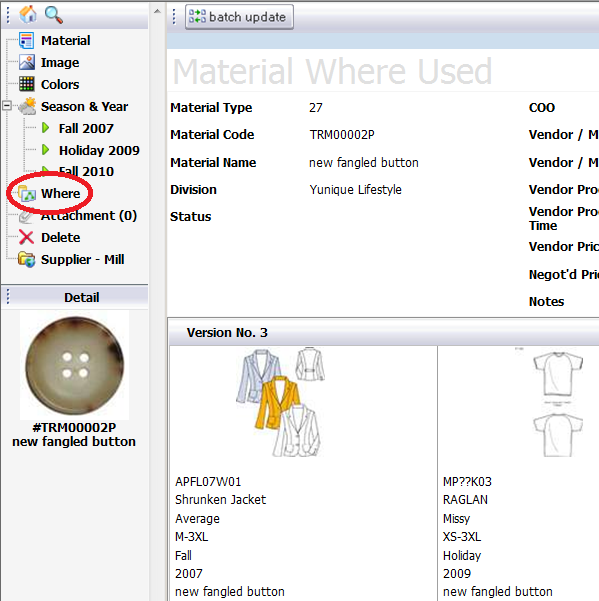 batch update
Material
Image
Colors
Season & Year
Fall 2007
Holiday 2009
Fall 2010
Where
Attachment (0)
Delete
Supplier - Mill
Detail
#TRM00002P
new fangled button
Material Where Used
Material Type 27 COO
Material Code TRM00002P Vendor / M
Material Name new fangled button Vendor / M
Division Yunique Lifestyle Vendor Pro
Status Vendor Pro
Time
Vendor Pric
Negot'd Pri
Notes
Version No. 3
APFL07W01
Shrunken Jacket
Average
M-3XL
Fall
2007
new fangled button
MP??K03
RAGLAN
Missy
XS-3XL
Holiday
2009
new fangled button